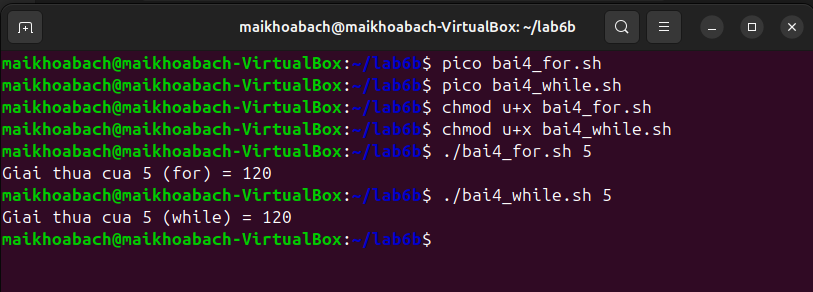 maikhoabach@maikhoabach-VirtualBox: ~/lab6b
maikhoabach@maikhoabach-VirtualBox:~/lab6b$ pico bai4_for.sh
maikhoabach@maikhoabach-VirtualBox:~/lab6b$ pico bai4_while.sh
maikhoabach@maikhoabach-VirtualBox:~/lab6b$ chmod u+x bai4_for.sh
maikhoabach@maikhoabach-VirtualBox:~/lab6b$ chmod u+x bai4_while.sh
maikhoabach@maikhoabach-VirtualBox:~/lab6b$ ./bai4_for.sh 5
Giai thua cua 5 (for) = 120
maikhoabach@maikhoabach-VirtualBox:~/lab6b$ ./bai4_while.sh 5
Giai thua cua 5 (while) = 120
maikhoabach@maikhoabach-VirtualBox:~/lab6b$